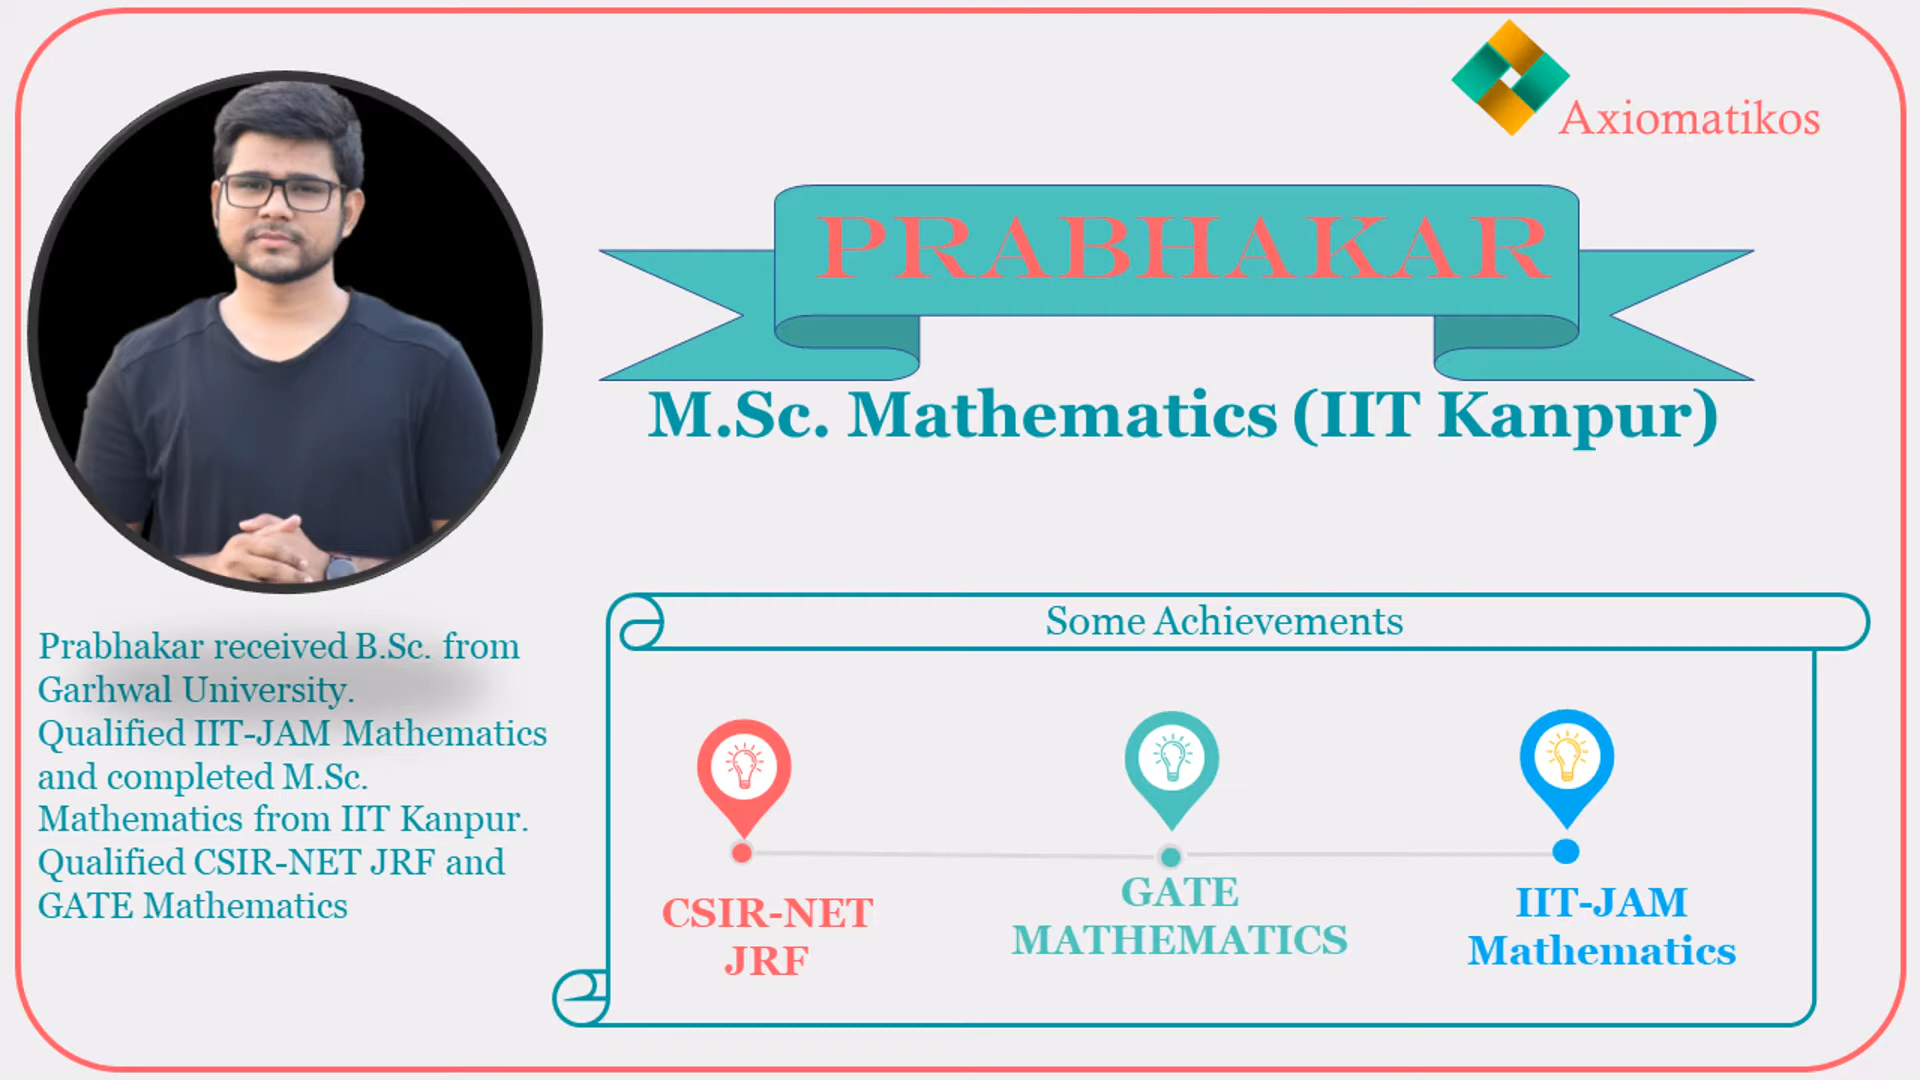 Axiomatikos
PRABHAKAR
M.Sc. Mathematics (IIT Kanpur)
Prabhakar received B.Sc. from
Garhwal University.
Qualified IIT-JAM Mathematics
and completed M.Sc.
Mathematics from IIT Kanpur.
Qualified CSIR-NET JRF and
GATE Mathematics
Some Achievements
CSIR-NET
JRF
GATE
MATHEMATICS
IIT-JAM
Mathematics